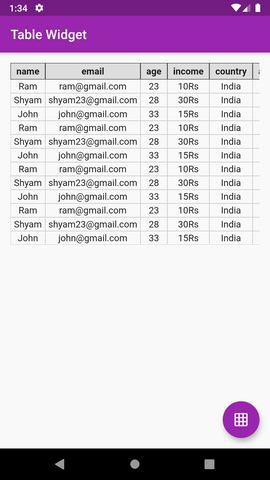 1:34
Table Widget
name email age income country
Ram ram@gmail.com 23 10Rs India
Shyam shyam23@gmail.com 28 30Rs India
John john@gmail.com 33 15Rs India
Ram ram@gmail.com 23 10Rs India
Shyam shyam23@gmail.com 28 30Rs India
John john@gmail.com 33 15Rs India
Ram ram@gmail.com 23 10Rs India
Shyam shyam23@gmail.com 28 30Rs India
John john@gmail.com 33 15Rs India
Ram ram@gmail.com 23 10Rs India
Shyam shyam23@gmail.com 28 30Rs India
John john@gmail.com 33 15Rs India